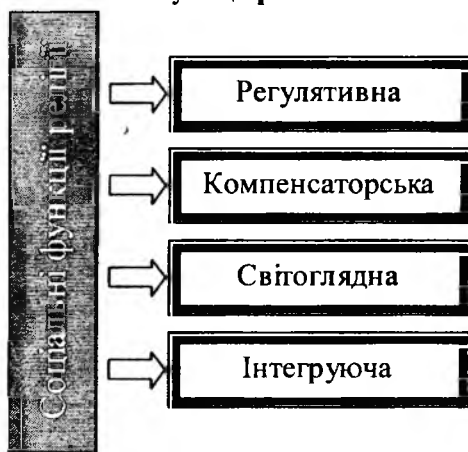 Соціальні функції релігії
Регулятивна
Компенсаторська
Світоглядна
Інтегруюча